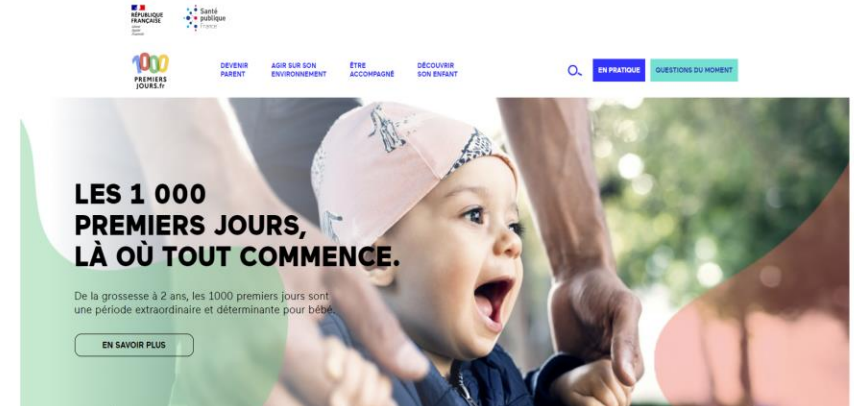 RÉPUBLIQUE
FRANÇAISE
Santé
publique
France
1000
PREMIERS
JOURS.fr
DEVENIR
PARENT
AGIR SUR SON
ENVIRONNEMENT
ÊTRE
ACCOMPAGNÉ
DÉCOUVRIR
SON ENFANT
EN PRATIQUE
QUESTIONS DU MOMENT
LES 1 000
PREMIERS JOURS,
LÀ OÙ TOUT COMMENCE.
De la grossesse à 2 ans, les 1000 premiers jours sont
une période extraordinaire et déterminante pour bébé.
EN SAVOIR PLUS